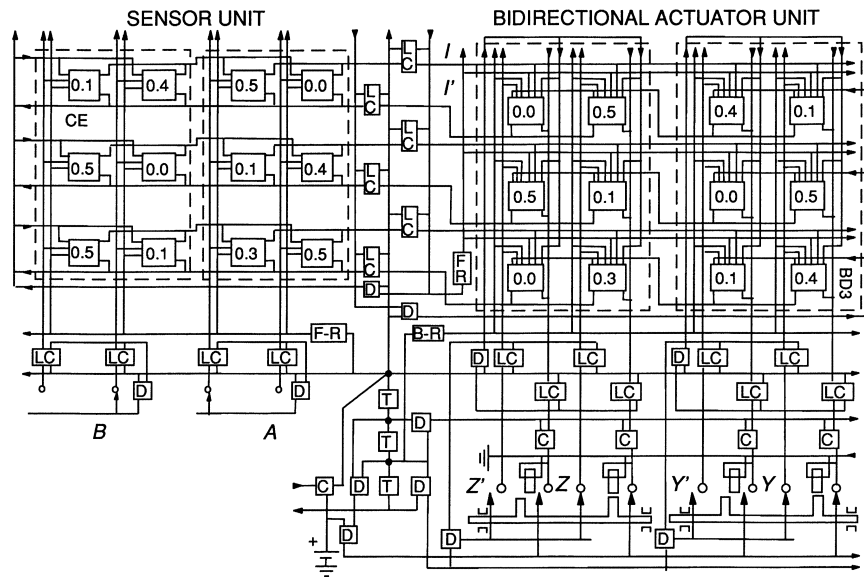 SENSOR UNIT
BIDIRECTIONAL ACTUATOR UNIT
LC
I
I'
0.1 0.4 0.5 0.0
LC
0.0 0.5 0.4 0.1
CE
LC
0.5 0.0 0.1 0.4
LC
0.5 0.1 0.0 0.5
LC
0.5 0.1 0.3 0.5
LC
FR
0.0 0.3 0.1 0.4
BD3
D
D
F-R
B-R
LC LC LC LC
D LC LC D LC LC
D D
T
LC LC LC LC
B A
D
T
C C C C
C D T D
Z' Z Y' Y
D
D D
+